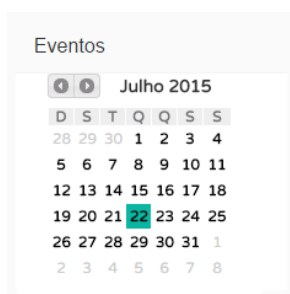 Eventos
Julho 2015
D S T Q Q S S
28 29 30 1 2 3 4
5 6 7 8 9 10 11
12 13 14 15 16 17 18
19 20 21 22 23 24 25
26 27 28 29 30 31 1
2 3 4 5 6 7 8